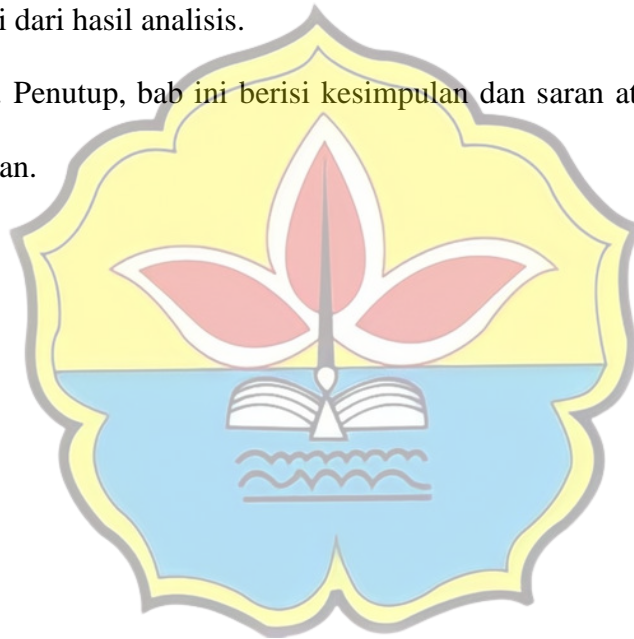 i dari hasil analisis.
. Penutup, bab ini berisi kesimpulan dan saran at
an.